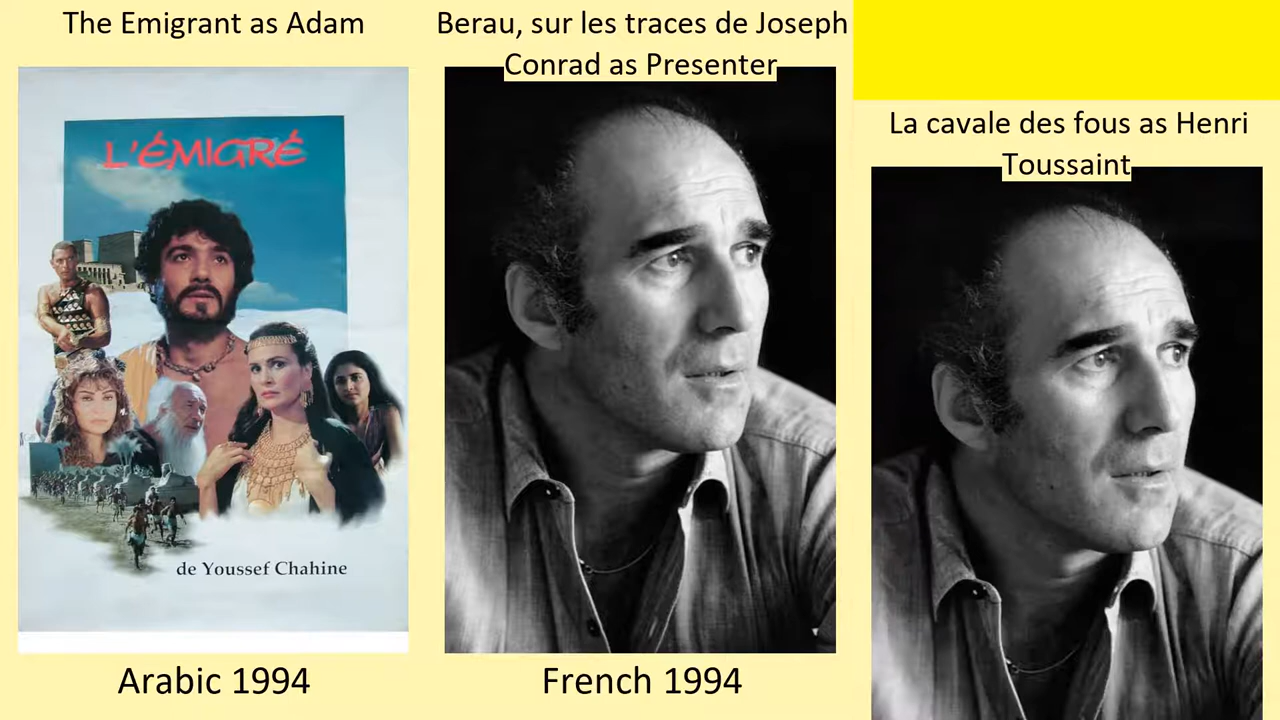 The Emigrant as Adam
L'ÉMIGRÉ
de Youssef Chahine
Arabic 1994
Berau, sur les traces de Joseph
Conrad as Presenter
French 1994
La cavale des fous as Henri
Toussaint